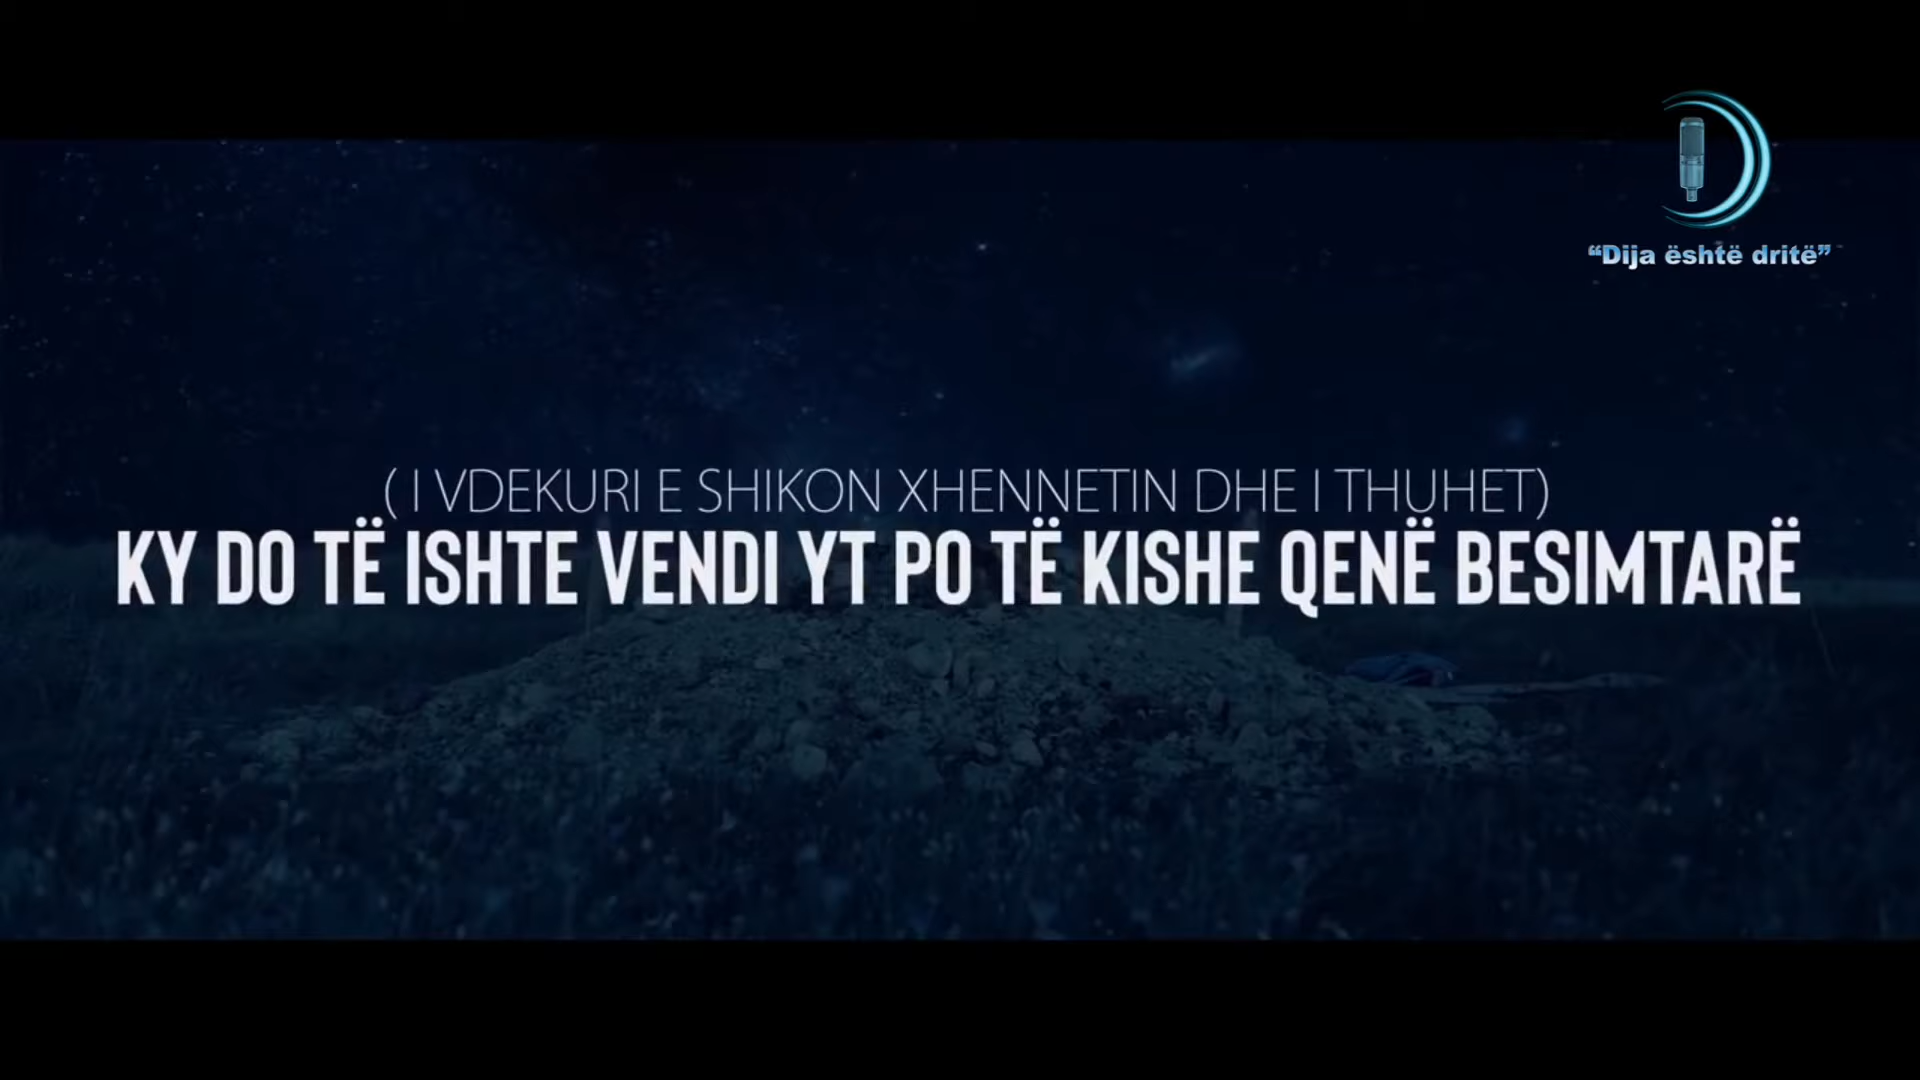 “Dija është dritë”
( I VDEKURI E SHIKON XHENNETIN DHE I THUHET)
KY DO TË ISHTE VENDI YT PO TË KISHE QENË BESIMTARË